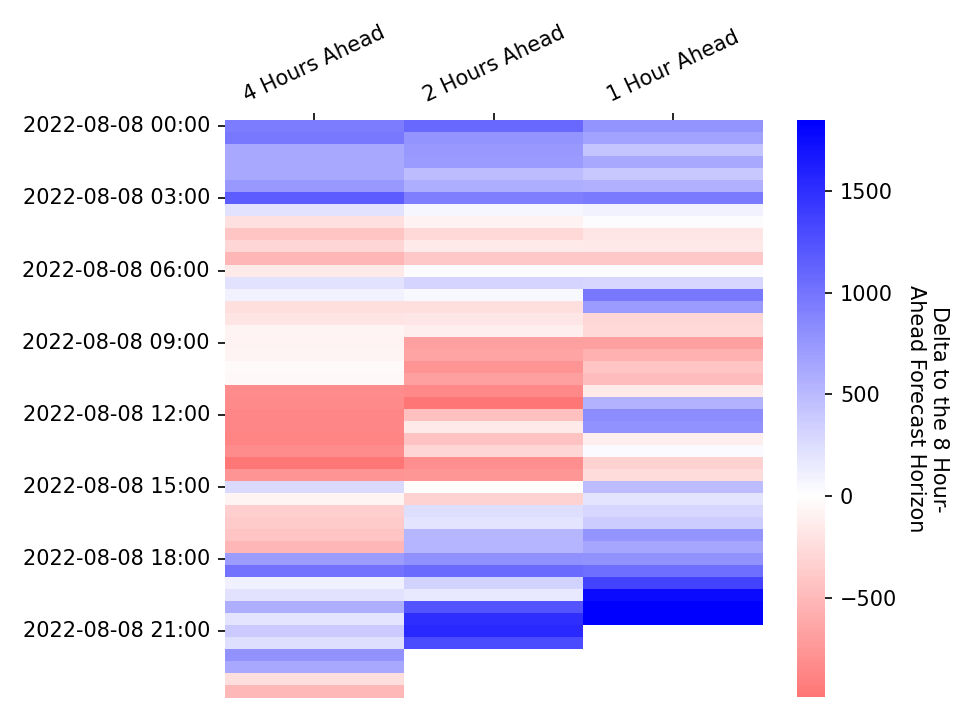 4 Hours Ahead
2 Hours Ahead
1 Hour Ahead
2022-08-08 00:00
2022-08-08 03:00
2022-08-08 06:00
2022-08-08 09:00
2022-08-08 12:00
2022-08-08 15:00
2022-08-08 18:00
2022-08-08 21:00
1500
1000
500
0
−500
Delta to the 8 Hour-
Ahead Forecast Horizon